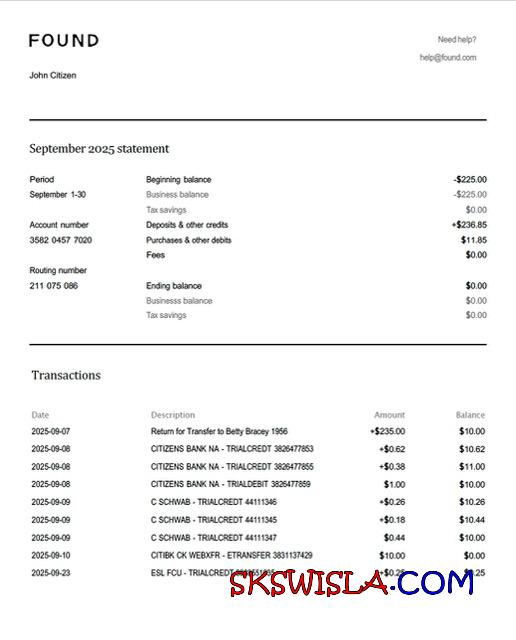 FOUND
Need help?
help@found.com
John Citizen
September 2025 statement
Period Beginning balance -$225.00
September 1-30 Business balance -$225.00
Tax savings $0.00
Account number Deposits & other credits +$236.85
3582 0457 7020 Purchases & other debits $11.85
Fees $0.00
Routing number
211 075 086 Ending balance $0.00
Businesss balance $0.00
Tax savings $0.00
Transactions
Date Description Amount Balance
2025-09-07 Return for Transfer to Betty Bracey 1956 +$235.00 $10.00
2025-09-08 CITIZENS BANK NA - TRIALCREDT 3826477853 +$0.62 $10.62
2025-09-08 CITIZENS BANK NA - TRIALCREDT 3826477855 +$0.38 $11.00
2025-09-08 CITIZENS BANK NA - TRIALDEBIT 3826477859 $1.00 $10.00
2025-09-09 C SCHWAB - TRIALCREDT 44111346 +$0.26 $10.26
2025-09-09 C SCHWAB - TRIALCREDT 44111345 +$0.18 $10.44
2025-09-09 C SCHWAB - TRIALCREDT 44111347 $0.44 $10.00
2025-09-10 CITIBK CK WEBXFR - ETRANSFER 3831137429 $10.00 $0.00
2025-09-23 ESL FCU - TRIALCREDT +$0.25 $0.25
SKSWISLA.COM